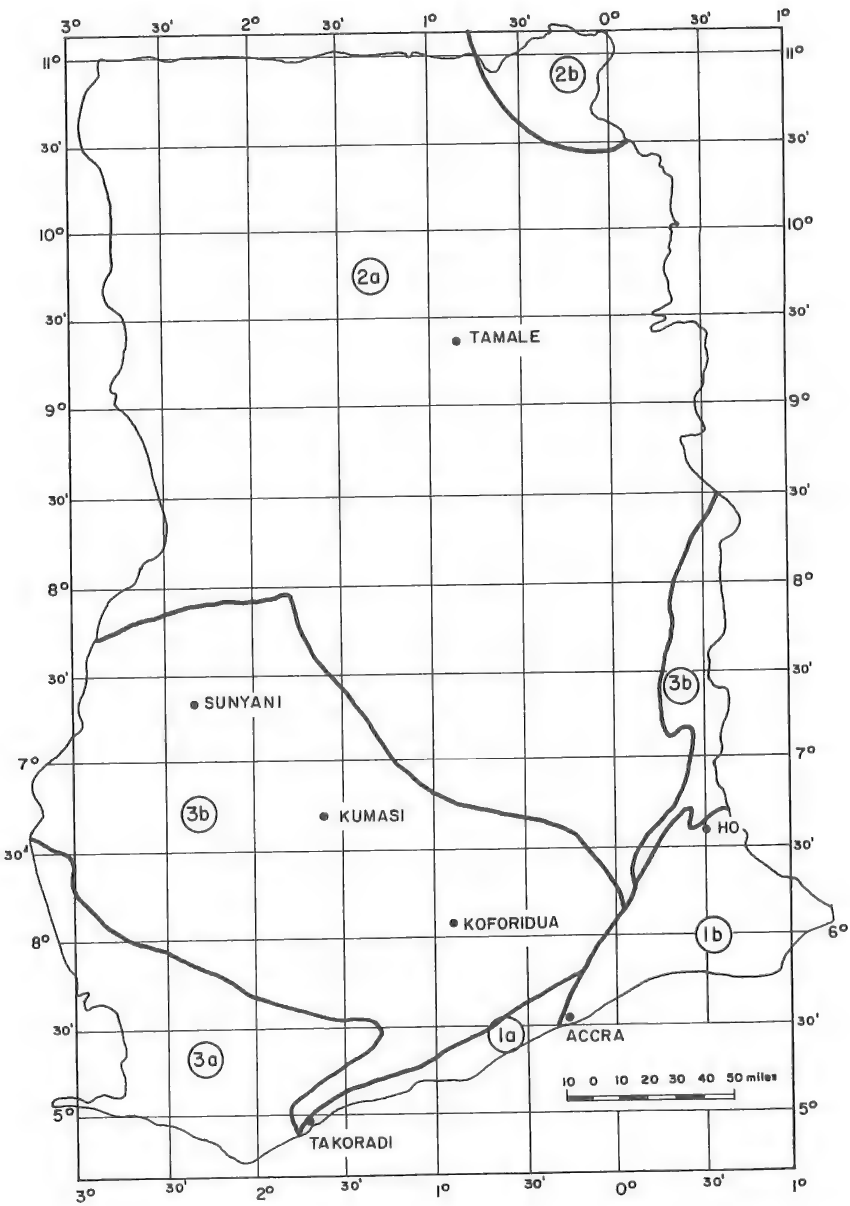 3° 30' 2° 30' 1° 30' 0° 30' 1°
11° 2b 11°
30' 30'
10° 10°
2a
30' 30'
TAMALE
9° 9°
30' 30'
8° 8°
30' 3b 30'
SUNYANI
7° 7°
3b KUMASI HO
30' 30'
KOFORIDUA 1b
8° 6°
30' 1a 30'
ACCRA
3a
10 0 10 20 30 40 50 miles
5° 5°
TAKORADI
3° 30' 2° 30' 1° 30' 0° 30' 1°